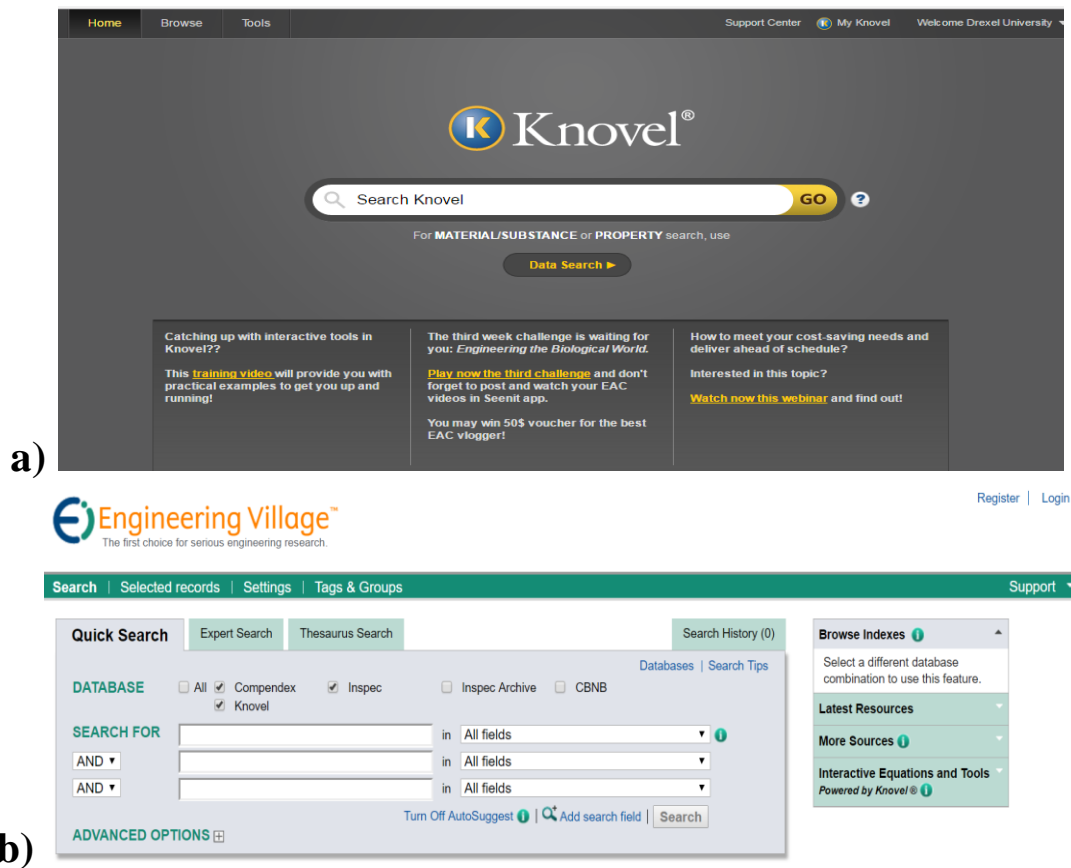 Home Browse Tools Support Center K My Knovel Welcome Drexel University
K Knovel®
Search Knovel GO ?
For MATERIAL/SUBSTANCE or PROPERTY search, use
Data Search ►
Catching up with interactive tools in
Knovel??
This training video will provide you with
practical examples to get you up and
running!
The third week challenge is waiting for
you: Engineering the Biological World.
Play now the third challenge and don't
forget to post and watch your EAC
videos in Seenit app.
You may win 50$ voucher for the best
EAC vlogger!
How to meet your cost-saving needs and
deliver ahead of schedule?
Interested in this topic?
Watch now this webinar and find out!
a)
Ei Engineering Village™
The first choice for serious engineering research.
Register | Login
Search | Selected records | Settings | Tags & Groups Support
Quick Search Expert Search Thesaurus Search Search History (0)
Databases | Search Tips
DATABASE All Compendex Inspec Inspec Archive CBNB
Knovel
SEARCH FOR in All fields
AND in All fields
AND in All fields
Turn Off AutoSuggest i | Add search field | Search
ADVANCED OPTIONS
Browse Indexes i
Select a different database
combination to use this feature.
Latest Resources
More Sources i
Interactive Equations and Tools
Powered by Knovel ® i
b)